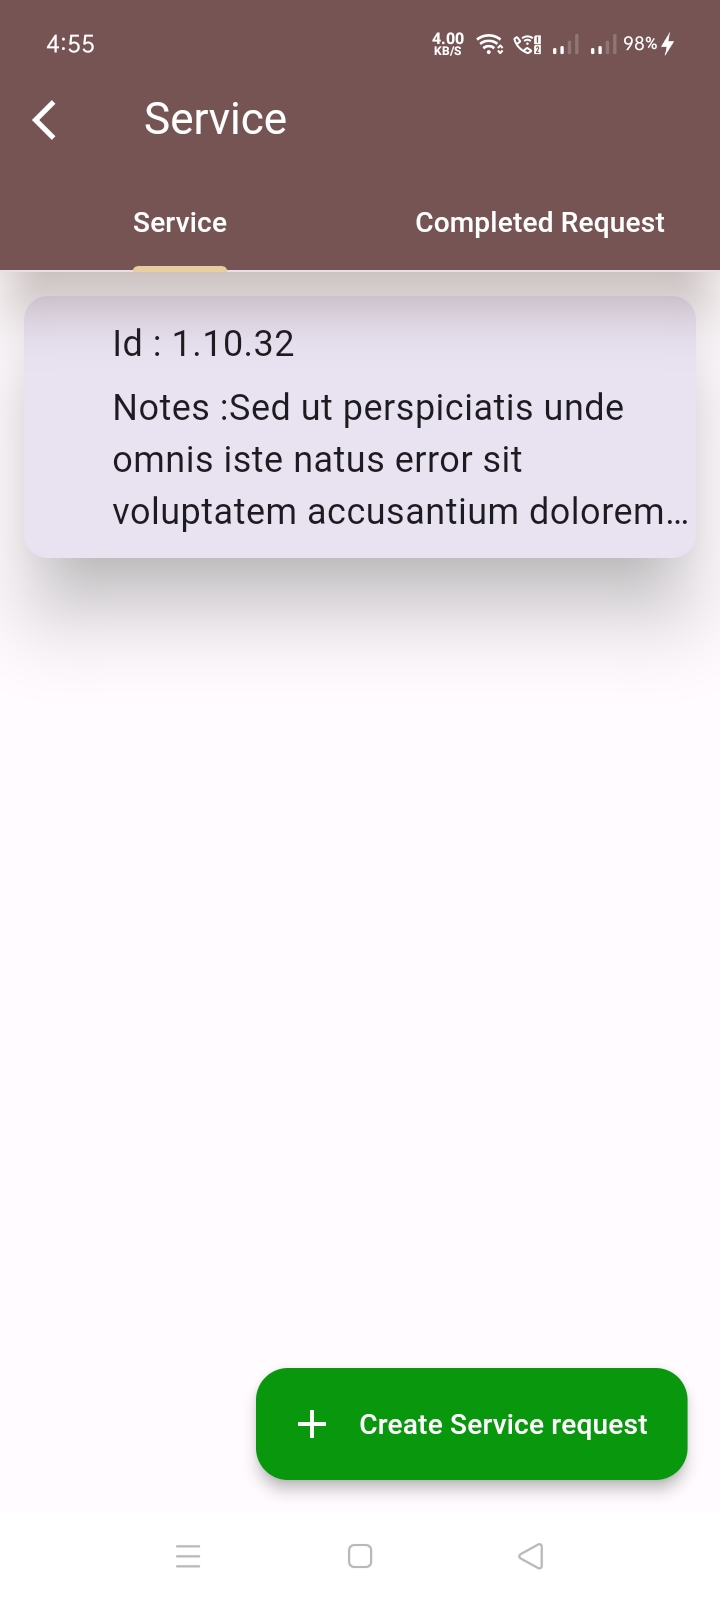 4:55
4.00
KB/S
98%
Service
Service
Completed Request
Id : 1.10.32
Notes :Sed ut perspiciatis unde
omnis iste natus error sit
voluptatem accusantium dolorem…
Create Service request